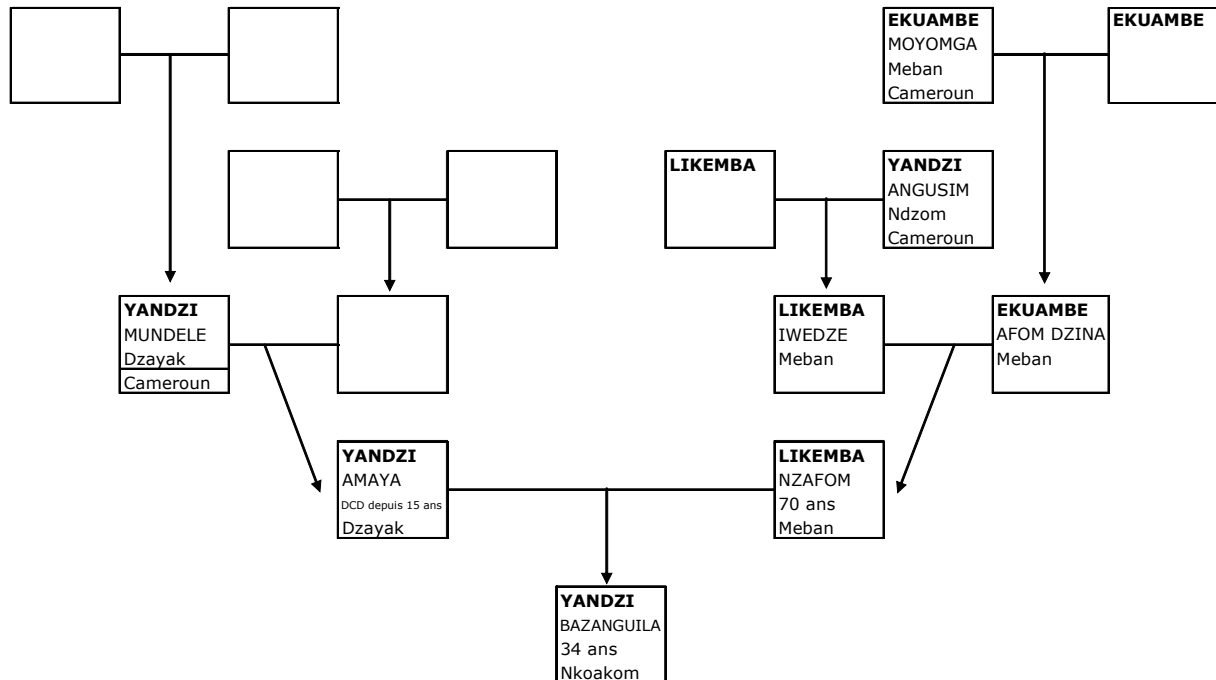 EKUAMBE
MOYOMGA
Meban
Cameroun
EKUAMBE
LIKEMBA
YANDZI
ANGUSIM
Ndzom
Cameroun
YANDZI
MUNDELE
Dzayak
Cameroun
LIKEMBA
IWEDZE
Meban
EKUAMBE
AFOM DZINA
Meban
YANDZI
AMAYA
DCD depuis 15 ans
Dzayak
LIKEMBA
NZAFOM
70 ans
Meban
YANDZI
BAZANGUILA
34 ans
Nkoakom